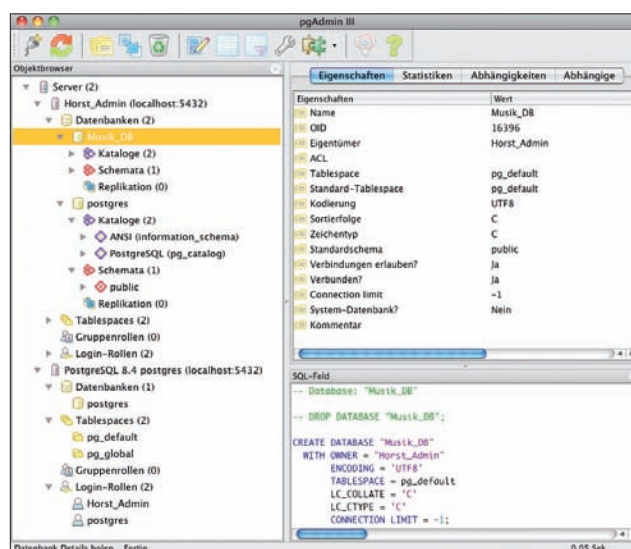 pgAdmin III
Objektbrowser
Server (2)
Horst_Admin (localhost:5432)
Datenbanken (2)
Musik_DB
Kataloge (2)
Schemata (1)
Replikation (0)
postgres
Kataloge (2)
ANSI (information_schema)
PostgreSQL (pg_catalog)
Schemata (1)
public
Replikation (0)
Tablespaces (2)
Gruppenrollen (0)
Login-Rollen (2)
PostgreSQL 8.4 postgres (localhost:5432)
Datenbanken (1)
postgres
Tablespaces (2)
pg_default
pg_global
Gruppenrollen (0)
Login-Rollen (2)
Horst_Admin
postgres
Eigenschaften Statistiken Abhängigkeiten Abhängige
Eigenschaften Wert
Name Musik_DB
OID 16396
Eigentümer Horst_Admin
ACL
Tablespace pg_default
Standard-Tablespace pg_default
Kodierung UTF8
Sortierfolge C
Zeichentyp C
Standardschema public
Verbindungen erlauben? Ja
Verbunden? Ja
Connection limit -1
System-Datenbank? Nein
Kommentar
SQL-Feld
-- Database: "Musik_DB"
-- DROP DATABASE "Musik_DB";
CREATE DATABASE "Musik_DB"
WITH OWNER = "Horst_Admin"
ENCODING = 'UTF8'
TABLESPACE = pg_default
LC_COLLATE = 'C'
LC_CTYPE = 'C'
CONNECTION LIMIT = -1;
Datenbank Details holen... Fertig. 0,05 Sek.